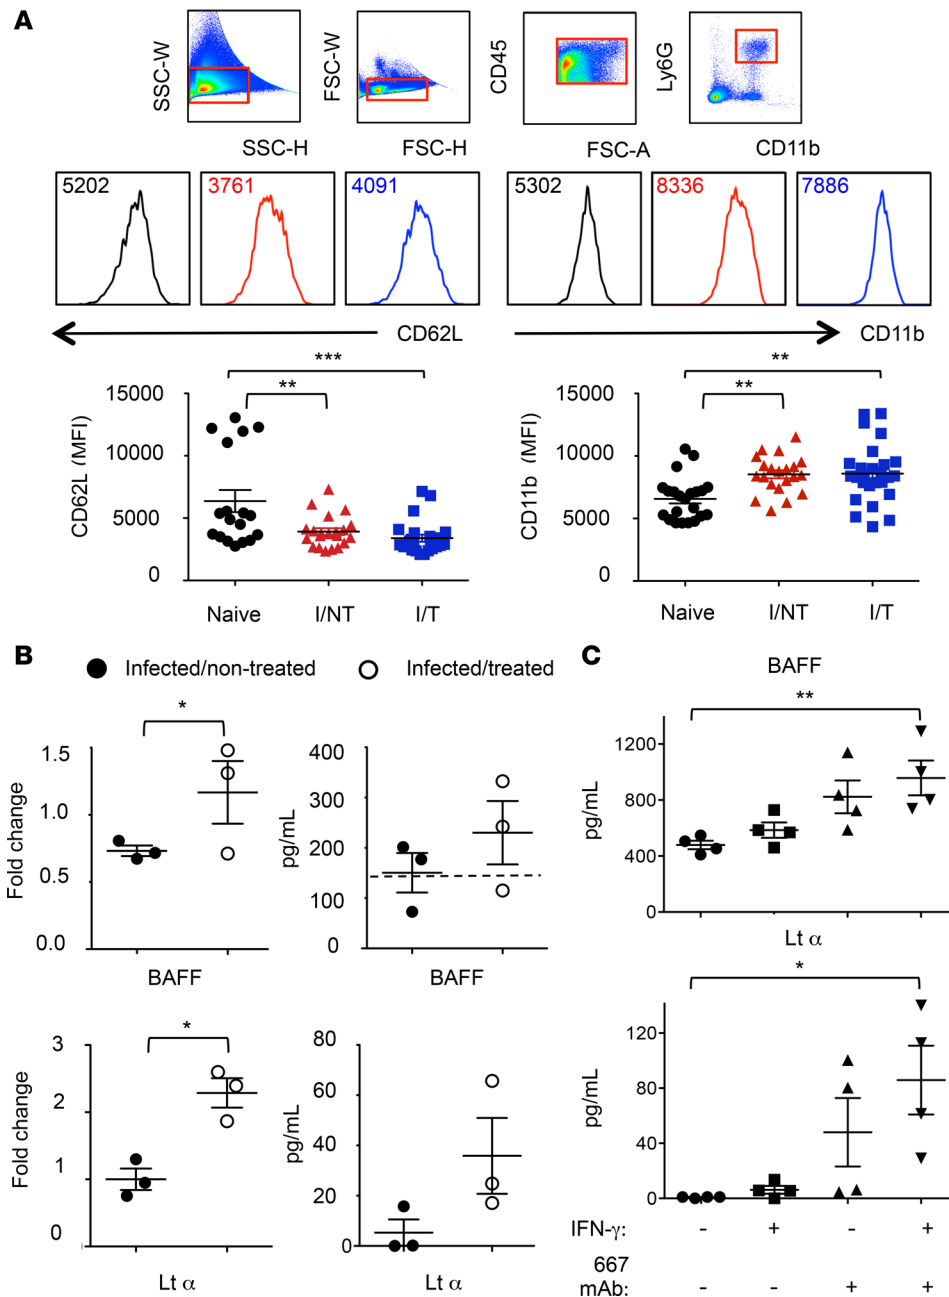 A
SSC-W
FSC-W
CD45
Ly6G
SSC-H
FSC-H
FSC-A
CD11b
5202
3761
4091
5302
8336
7886
CD62L
CD11b
***
**
**
**
15000
10000
5000
0
CD62L (MFI)
Naive
I/NT
I/T
15000
10000
5000
0
CD11b (MFI)
Naive
I/NT
I/T
B
Infected/non-treated
Infected/treated
*
1.5
1.0
0.5
0.0
Fold change
BAFF
400
300
200
100
0
pg/mL
BAFF
*
3
2
1
0
Fold change
Lt α
80
60
40
20
0
pg/mL
Lt α
C
BAFF
**
1200
800
400
0
pg/mL
Lt α
*
120
80
40
0
pg/mL
IFN-γ: - + - +
667
mAb: - - + +